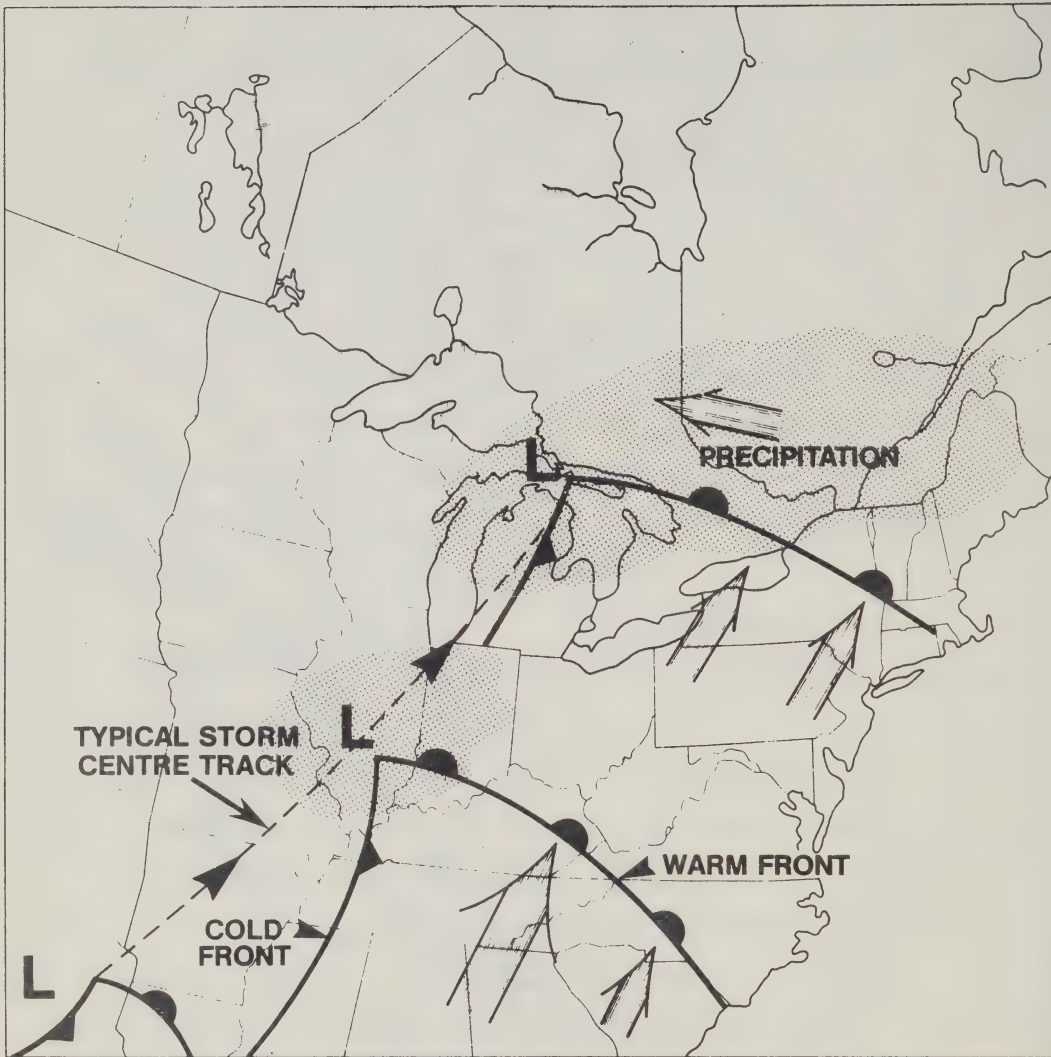 L
PRECIPITATION
L
TYPICAL STORM
CENTRE TRACK
WARM FRONT
COLD
FRONT
L